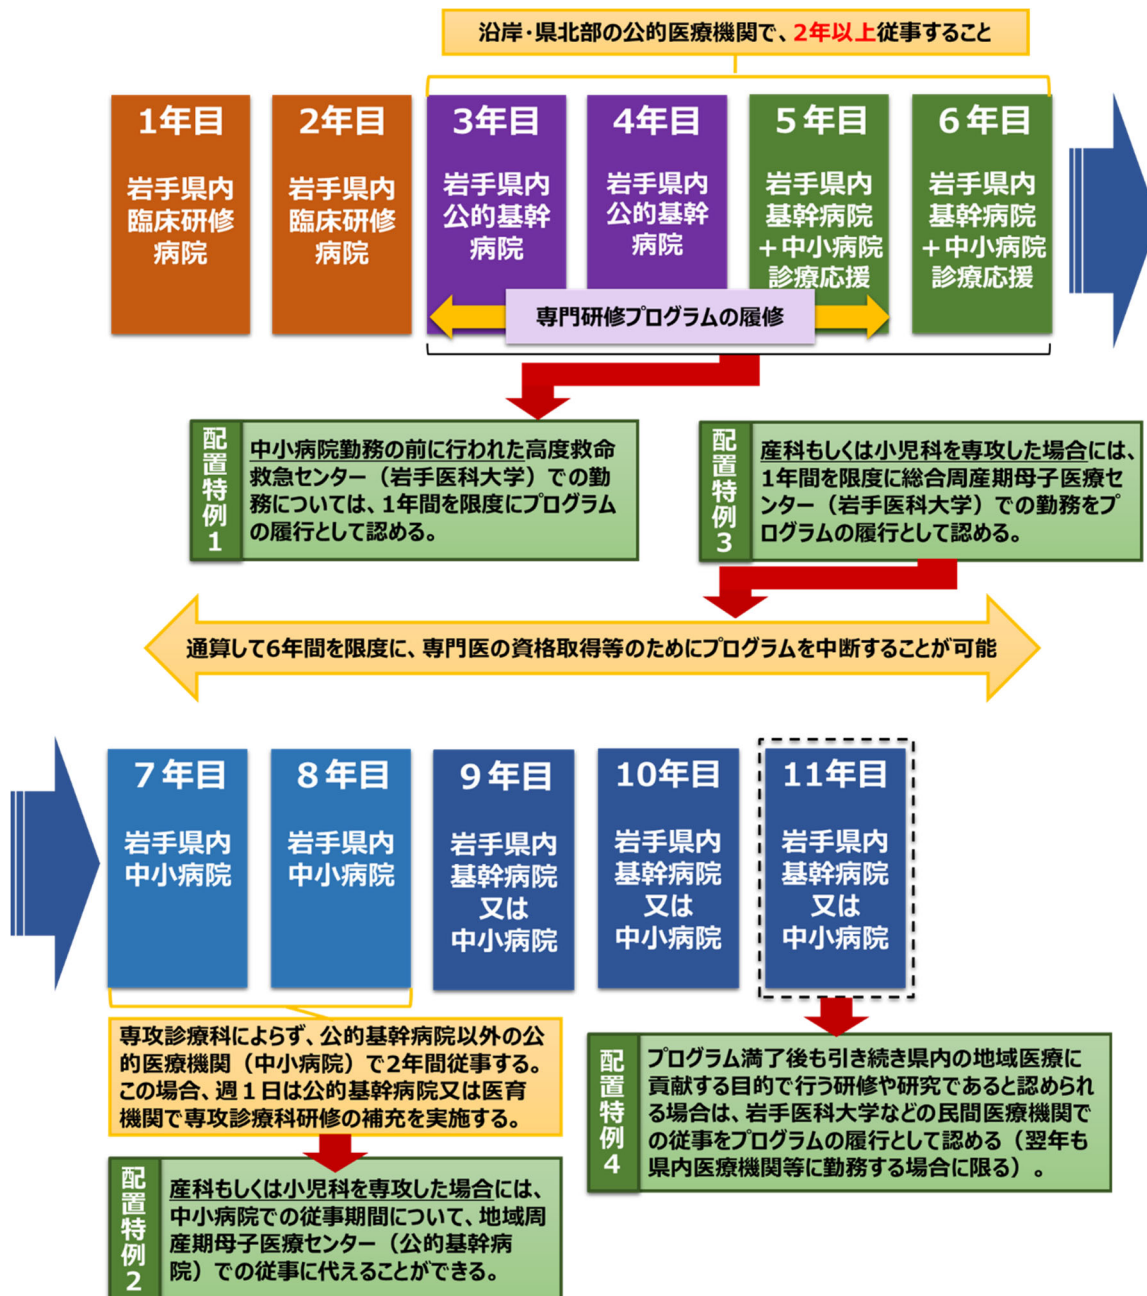 沿岸・県北部の公的医療機関で、2年以上従事すること
1年目
岩手県内
臨床研修
病院
2年目
岩手県内
臨床研修
病院
3年目
岩手県内
公的基幹
病院
4年目
岩手県内
公的基幹
病院
5年目
岩手県内
基幹病院
+中小病院
診療応援
6年目
岩手県内
基幹病院
+中小病院
診療応援
専門研修プログラムの履修
配置特例1
中小病院勤務の前に行われた高度救命
救急センター（岩手医科大学）での勤
務については、1年間を限度にプログラム
の履行として認める。
配置特例3
産科もしくは小児科を専攻した場合には、
1年間を限度に総合周産期母子医療セ
ンター（岩手医科大学）での勤務をプ
ログラムの履行として認める。
通算して6年間を限度に、専門医の資格取得等のためにプログラムを中断することが可能
7年目
岩手県内
中小病院
8年目
岩手県内
中小病院
9年目
岩手県内
基幹病院
又は
中小病院
10年目
岩手県内
基幹病院
又は
中小病院
11年目
岩手県内
基幹病院
又は
中小病院
専攻診療科によらず、公的基幹病院以外の公
的医療機関（中小病院）で2年間従事する。
この場合、週1日は公的基幹病院又は医育
機関で専攻診療科研修の補充を実施する。
配置特例2
産科もしくは小児科を専攻した場合には、
中小病院での従事期間について、地域周
産期母子医療センター（公的基幹病
院）での従事に代えることができる。
配置特例4
プログラム満了後も引き続き県内の地域医療に
貢献する目的で行う研修や研究であると認められ
る場合は、岩手医科大学などの民間医療機関で
の従事をプログラムの履行として認める（翌年も
県内医療機関等に勤務する場合に限る）。